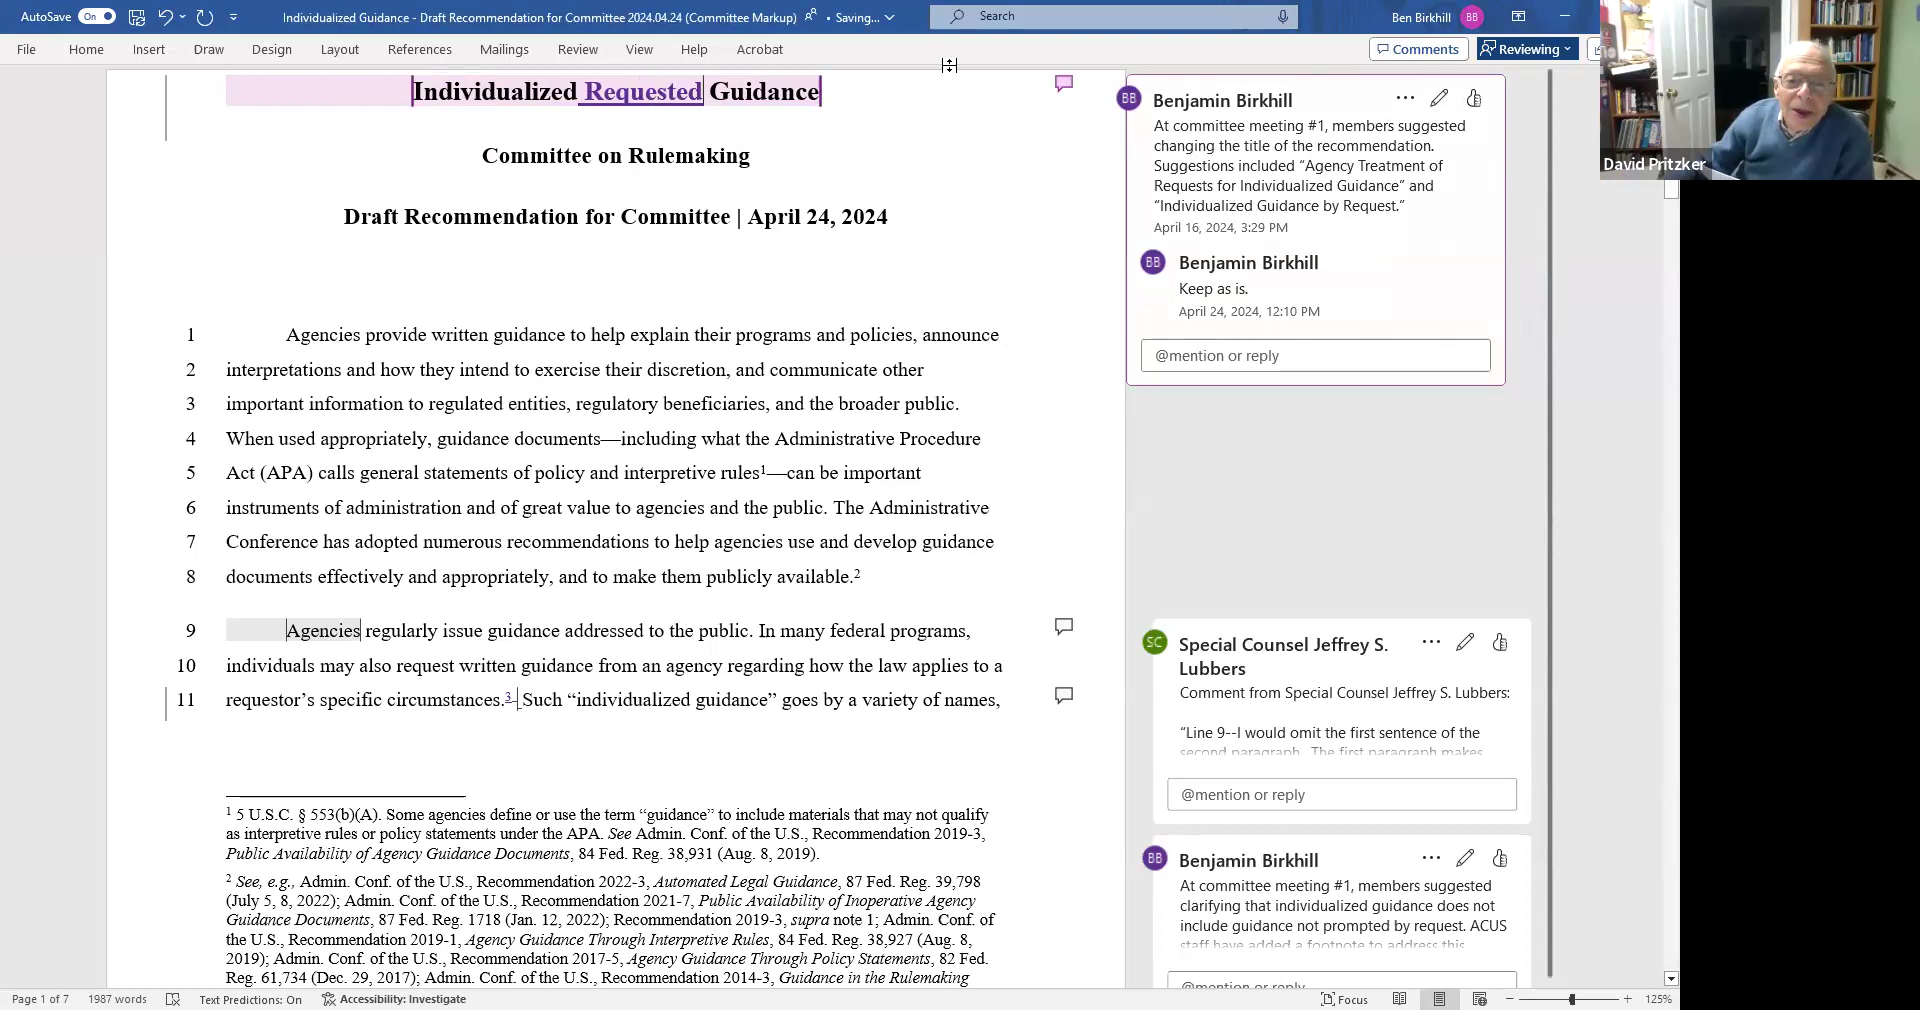 AutoSave On Individualized Guidance - Draft Recommendation for Committee 2024.04.24 (Committee Markup) • Saving... Search Ben Birkhill BB
File Home Insert Draw Design Layout References Mailings Review View Help Acrobat Comments Reviewing
Individualized Requested Guidance
Committee on Rulemaking
Draft Recommendation for Committee | April 24, 2024
1 Agencies provide written guidance to help explain their programs and policies, announce
2 interpretations and how they intend to exercise their discretion, and communicate other
3 important information to regulated entities, regulatory beneficiaries, and the broader public.
4 When used appropriately, guidance documents—including what the Administrative Procedure
5 Act (APA) calls general statements of policy and interpretive rules1—can be important
6 instruments of administration and of great value to agencies and the public. The Administrative
7 Conference has adopted numerous recommendations to help agencies use and develop guidance
8 documents effectively and appropriately, and to make them publicly available.2
9 Agencies regularly issue guidance addressed to the public. In many federal programs,
10 individuals may also request written guidance from an agency regarding how the law applies to a
11 requestor’s specific circumstances.3 Such “individualized guidance” goes by a variety of names,
1 5 U.S.C. § 553(b)(A). Some agencies define or use the term “guidance” to include materials that may not qualify
as interpretive rules or policy statements under the APA. See Admin. Conf. of the U.S., Recommendation 2019-3,
Public Availability of Agency Guidance Documents, 84 Fed. Reg. 38,931 (Aug. 8, 2019).
2 See, e.g., Admin. Conf. of the U.S., Recommendation 2022-3, Automated Legal Guidance, 87 Fed. Reg. 39,798
(July 5, 8, 2022); Admin. Conf. of the U.S., Recommendation 2021-7, Public Availability of Inoperative Agency
Guidance Documents, 87 Fed. Reg. 1718 (Jan. 12, 2022); Recommendation 2019-3, supra note 1; Admin. Conf. of
the U.S., Recommendation 2019-1, Agency Guidance Through Interpretive Rules, 84 Fed. Reg. 38,927 (Aug. 8,
2019); Admin. Conf. of the U.S., Recommendation 2017-5, Agency Guidance Through Policy Statements, 82 Fed.
Reg. 61,734 (Dec. 29, 2017); Admin. Conf. of the U.S., Recommendation 2014-3, Guidance in the Rulemaking
BB Benjamin Birkhill
At committee meeting #1, members suggested
changing the title of the recommendation.
Suggestions included “Agency Treatment of
Requests for Individualized Guidance” and
“Individualized Guidance by Request.”
April 16, 2024, 3:29 PM
BB Benjamin Birkhill
Keep as is.
April 24, 2024, 12:10 PM
@mention or reply
SC Special Counsel Jeffrey S.
Lubbers
Comment from Special Counsel Jeffrey S. Lubbers:
“Line 9--I would omit the first sentence of the
second paragraph. The first paragraph makes
@mention or reply
BB Benjamin Birkhill
At committee meeting #1, members suggested
clarifying that individualized guidance does not
include guidance not prompted by request. ACUS
staff have added a footnote to address this
@mention or reply
David Pritzker
Page 1 of 7 1987 words Text Predictions: On Accessibility: Investigate Focus 125%